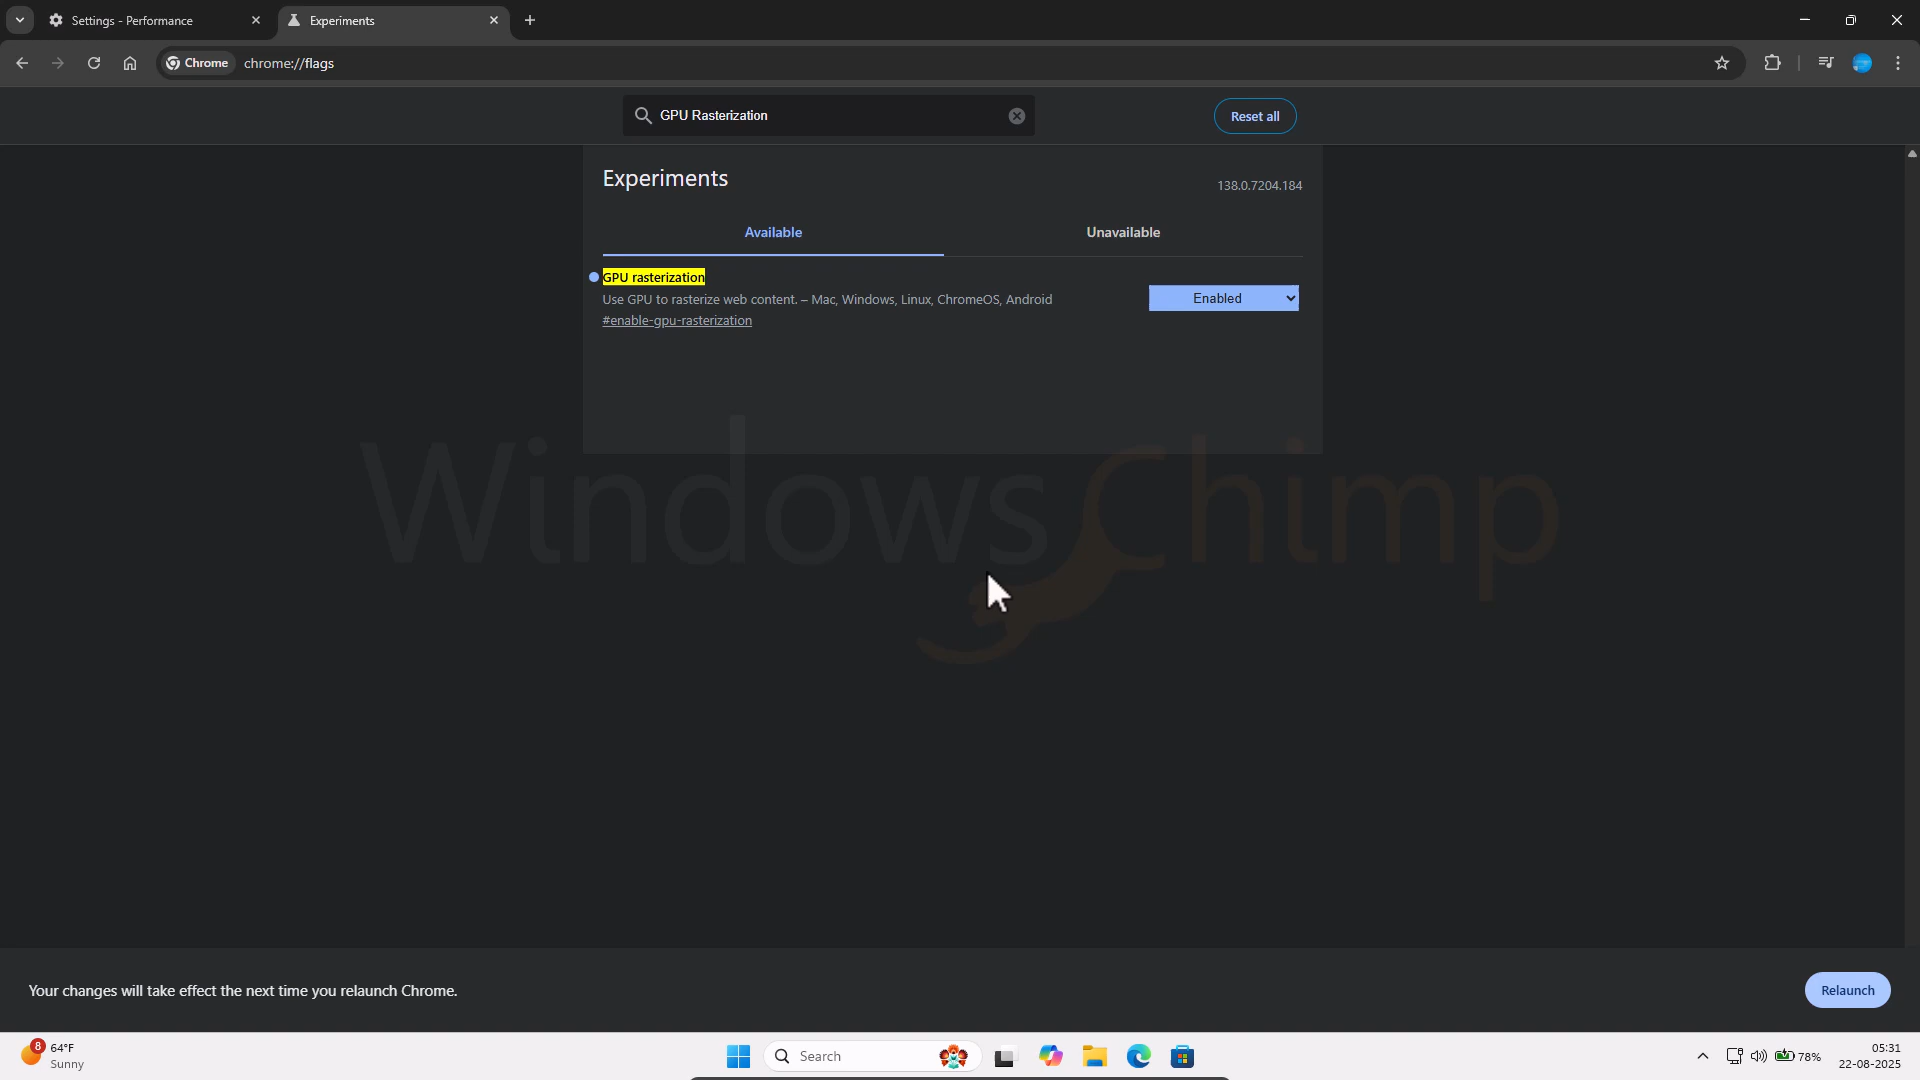 Settings - Performance
Experiments
Chrome
chrome://flags
GPU Rasterization
Reset all
Experiments
138.0.7204.184
Available
Unavailable
GPU rasterization
Use GPU to rasterize web content. – Mac, Windows, Linux, ChromeOS, Android
#enable-gpu-rasterization
Enabled
WindowsChimp
Your changes will take effect the next time you relaunch Chrome.
Relaunch
8
64°F
Sunny
Search
78%
05:31
22-08-2025